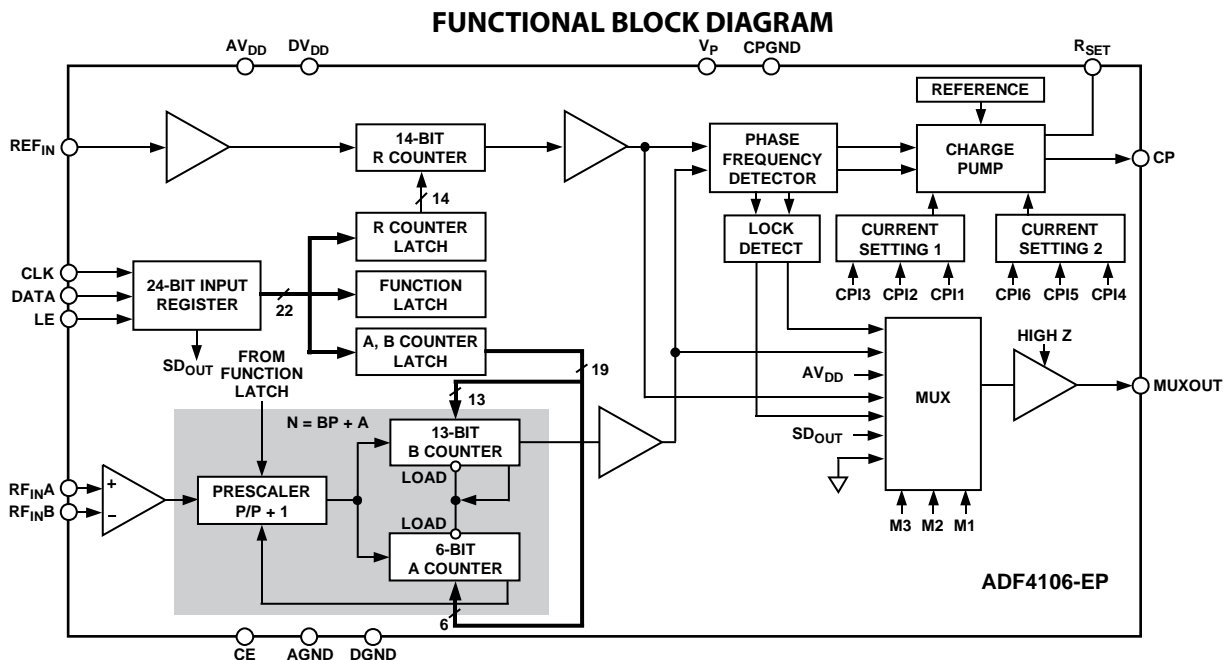 FUNCTIONAL BLOCK DIAGRAM
AVDD
DVDD
VP
CPGND
RSET
REFERENCE
REFIN
14-BIT
R COUNTER
PHASE
FREQUENCY
DETECTOR
CHARGE
PUMP
CP
14
R COUNTER
LATCH
LOCK
DETECT
CURRENT
SETTING 1
CURRENT
SETTING 2
CLK
DATA
LE
24-BIT INPUT
REGISTER
22
FUNCTION
LATCH
CPI3
CPI2
CPI1
CPI6
CPI5
CPI4
SDOUT
A, B COUNTER
LATCH
19
HIGH Z
FROM
FUNCTION
LATCH
AVDD
MUX
MUXOUT
13
N = BP + A
13-BIT
B COUNTER
SDOUT
LOAD
RFINA
RFINB
+
–
PRESCALER
P/P + 1
LOAD
M3
M2
M1
6-BIT
A COUNTER
ADF4106-EP
6
CE
AGND
DGND